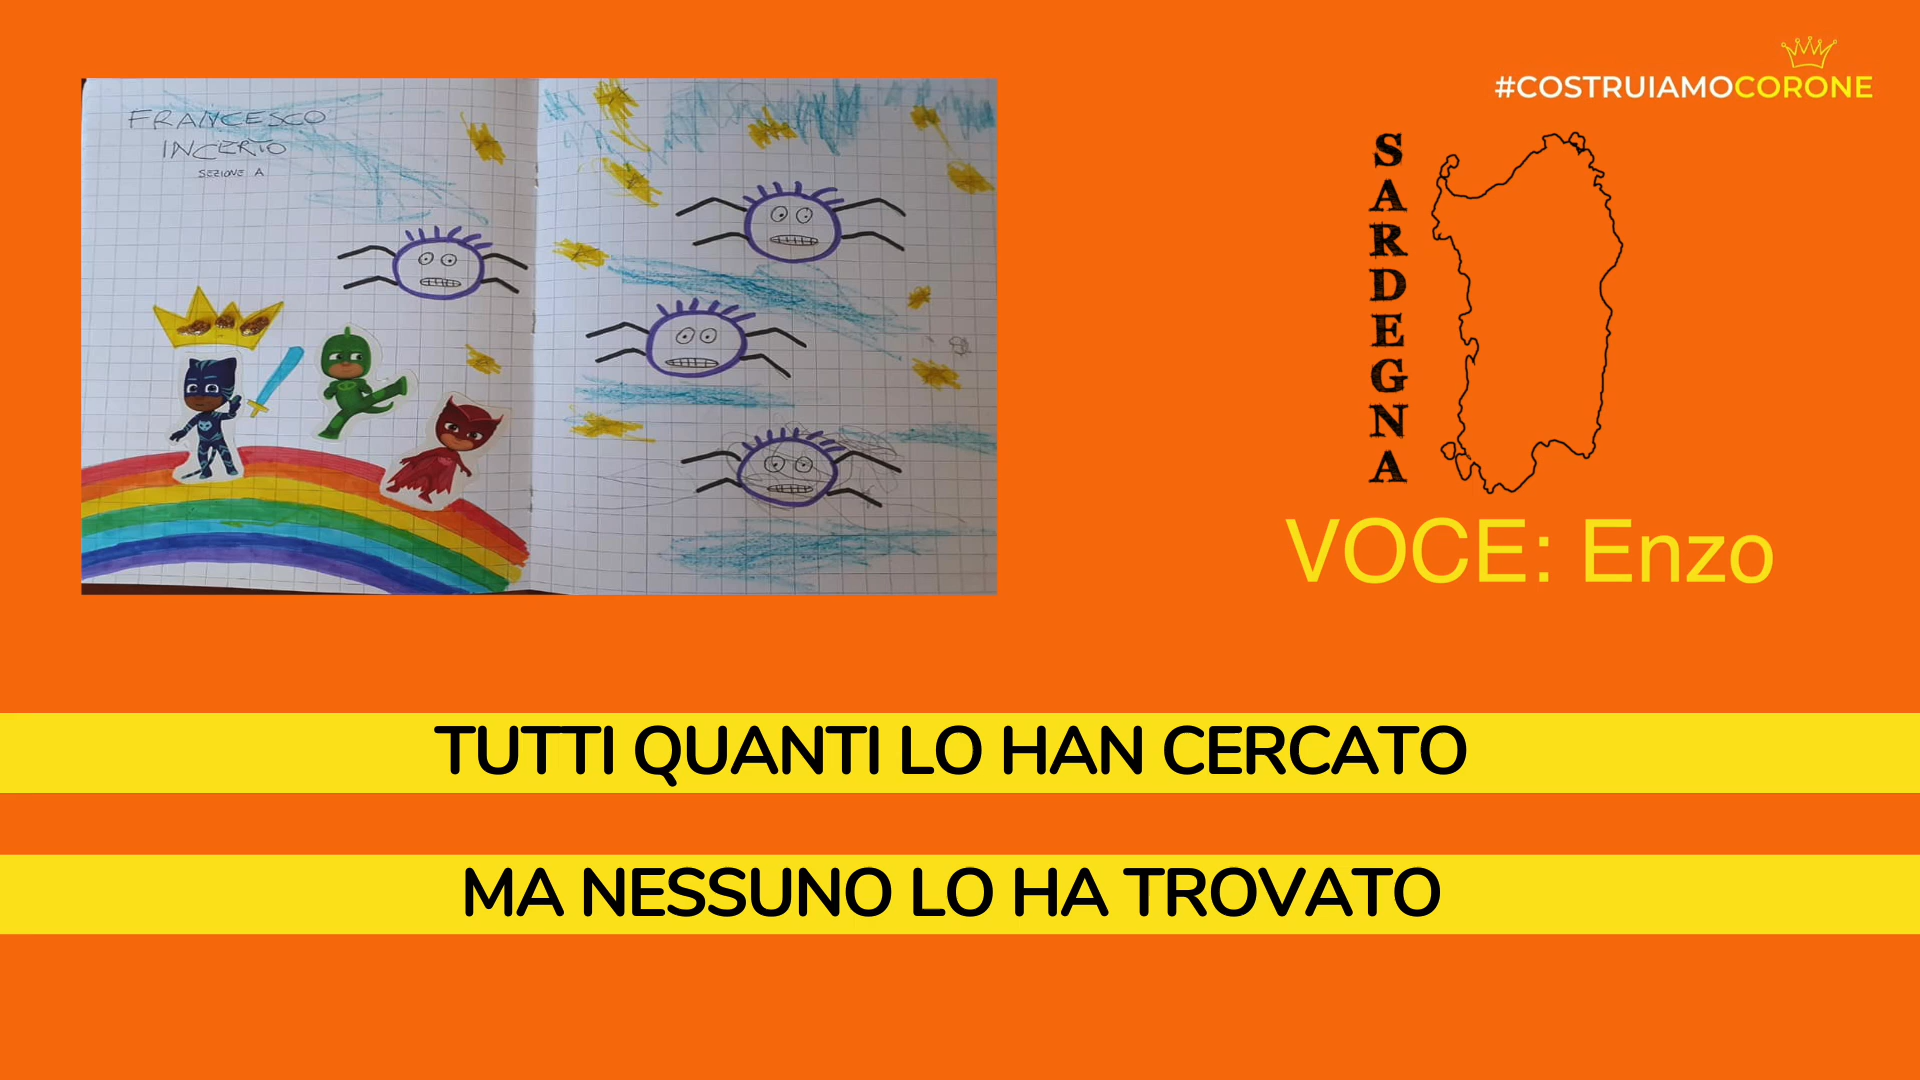 FRANCESCO
INCERTO
SEZIONE A
#COSTRUIAMOCORONE
SARDEGNA
VOCE: Enzo
TUTTI QUANTI LO HAN CERCATO
MA NESSUNO LO HA TROVATO